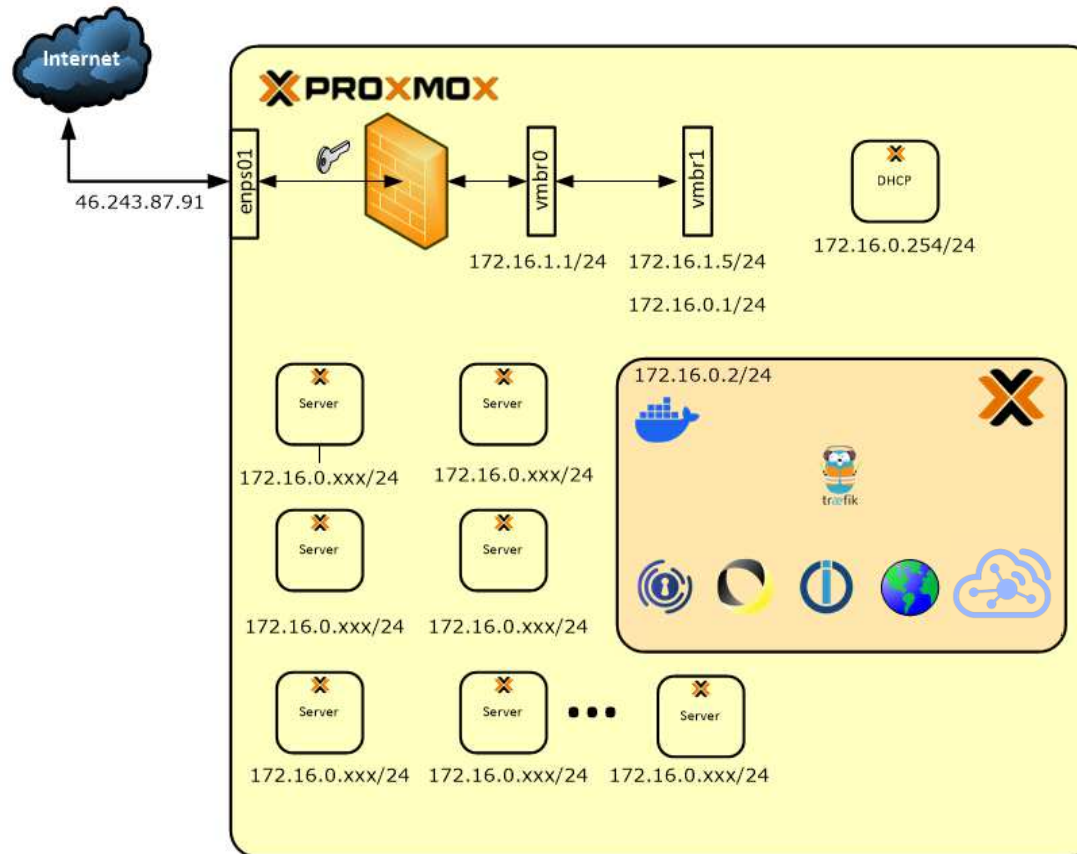 Internet
PROXMOX
enps01
46.243.87.91
vmbr0
vmbr1
172.16.1.1/24
172.16.1.5/24
172.16.0.1/24
DHCP
172.16.0.254/24
Server
172.16.0.xxx/24
Server
172.16.0.xxx/24
172.16.0.2/24
træfik
Server
172.16.0.xxx/24
Server
172.16.0.xxx/24
Server
172.16.0.xxx/24
Server
172.16.0.xxx/24
Server
172.16.0.xxx/24